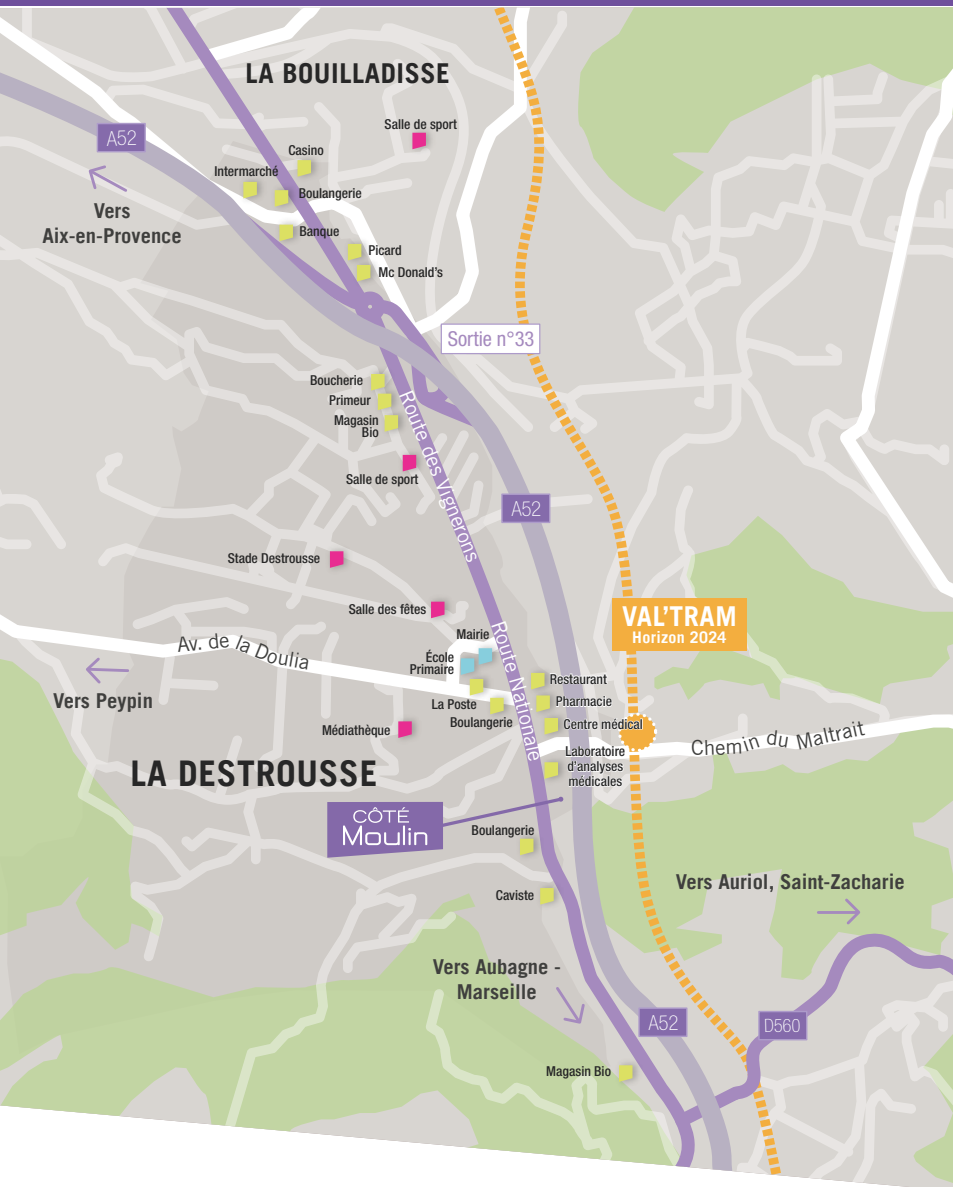 LA BOUILLADISSE
Salle de sport
A52
Casino
Intermarché
Boulangerie
Vers
Aix-en-Provence
Banque
Picard
Mc Donald's
Sortie n°33
Boucherie
Primeur
Magasin
Bio
Route des Vignerons
Salle de sport
A52
Stade Destrousse
Salle des fêtes
VAL'TRAM
Horizon 2024
Mairie
Route Nationale
Av. de la Doulia
École
Primaire
Restaurant
Vers Peypin
La Poste
Pharmacie
Boulangerie
Centre médical
Médiathèque
Chemin du Maltrait
Laboratoire
d'analyses
médicales
LA DESTROUSSE
CÔTÉ
Moulin
Boulangerie
Vers Auriol, Saint-Zacharie
Caviste
Vers Aubagne -
Marseille
A52
D560
Magasin Bio